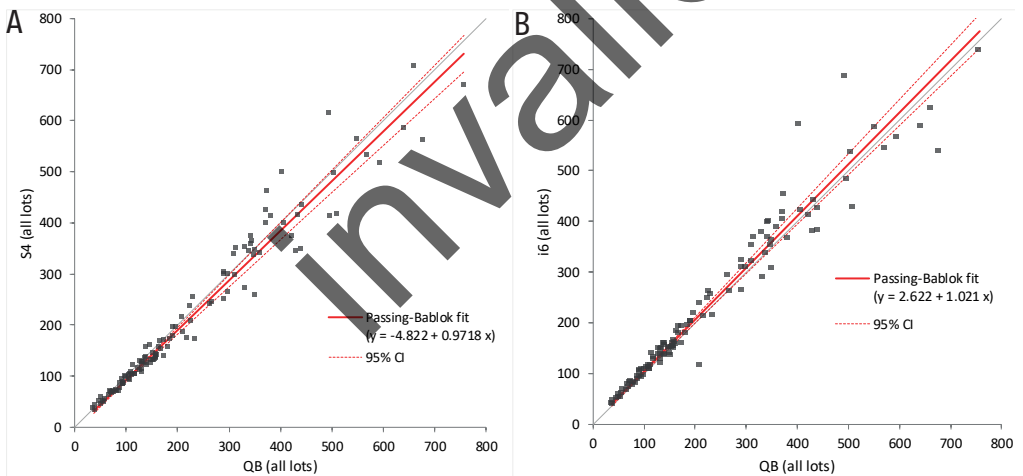 A
800
700
600
500
400
300
200
100
0
S4 (all lots)
Passing-Bablok fit
(y = -4.822 + 0.9718 x)
95% CI
0 100 200 300 400 500 600 700 800
QB (all lots)
B
800
700
600
500
400
300
200
100
0
i6 (all lots)
Passing-Bablok fit
(y = 2.622 + 1.021 x)
95% CI
0 100 200 300 400 500 600 700 800
QB (all lots)